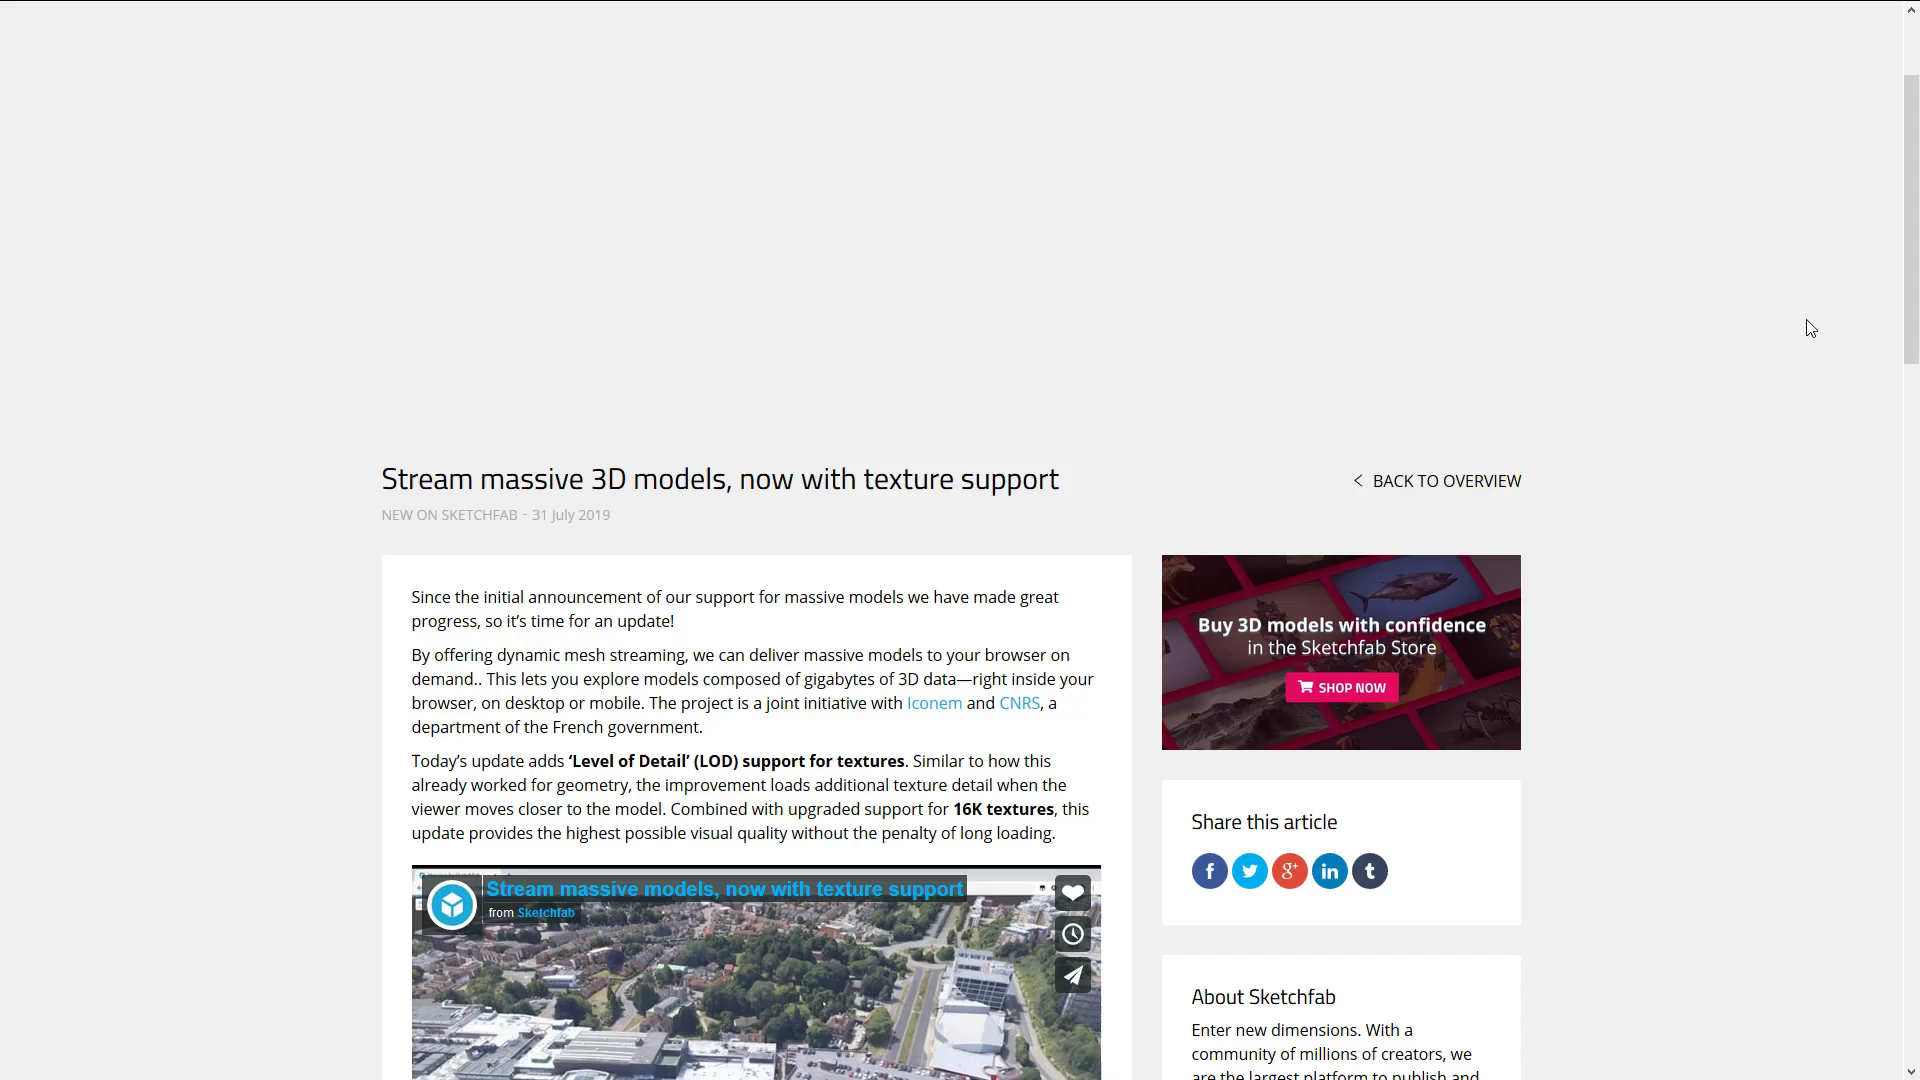 Stream massive 3D models, now with texture support
BACK TO OVERVIEW
NEW ON SKETCHFAB - 31 July 2019
Since the initial announcement of our support for massive models we have made great
progress, so it’s time for an update!
By offering dynamic mesh streaming, we can deliver massive models to your browser on
demand.. This lets you explore models composed of gigabytes of 3D data—right inside your
browser, on desktop or mobile. The project is a joint initiative with Iconem and CNRS, a
department of the French government.
Today’s update adds ‘Level of Detail’ (LOD) support for textures. Similar to how this
already worked for geometry, the improvement loads additional texture detail when the
viewer moves closer to the model. Combined with upgraded support for 16K textures, this
update provides the highest possible visual quality without the penalty of long loading.
Stream massive models, now with texture support
from Sketchfab
Buy 3D models with confidence
in the Sketchfab Store
SHOP NOW
Share this article
f
g+
in
t
About Sketchfab
Enter new dimensions. With a
community of millions of creators, we
are the largest platform to publish and